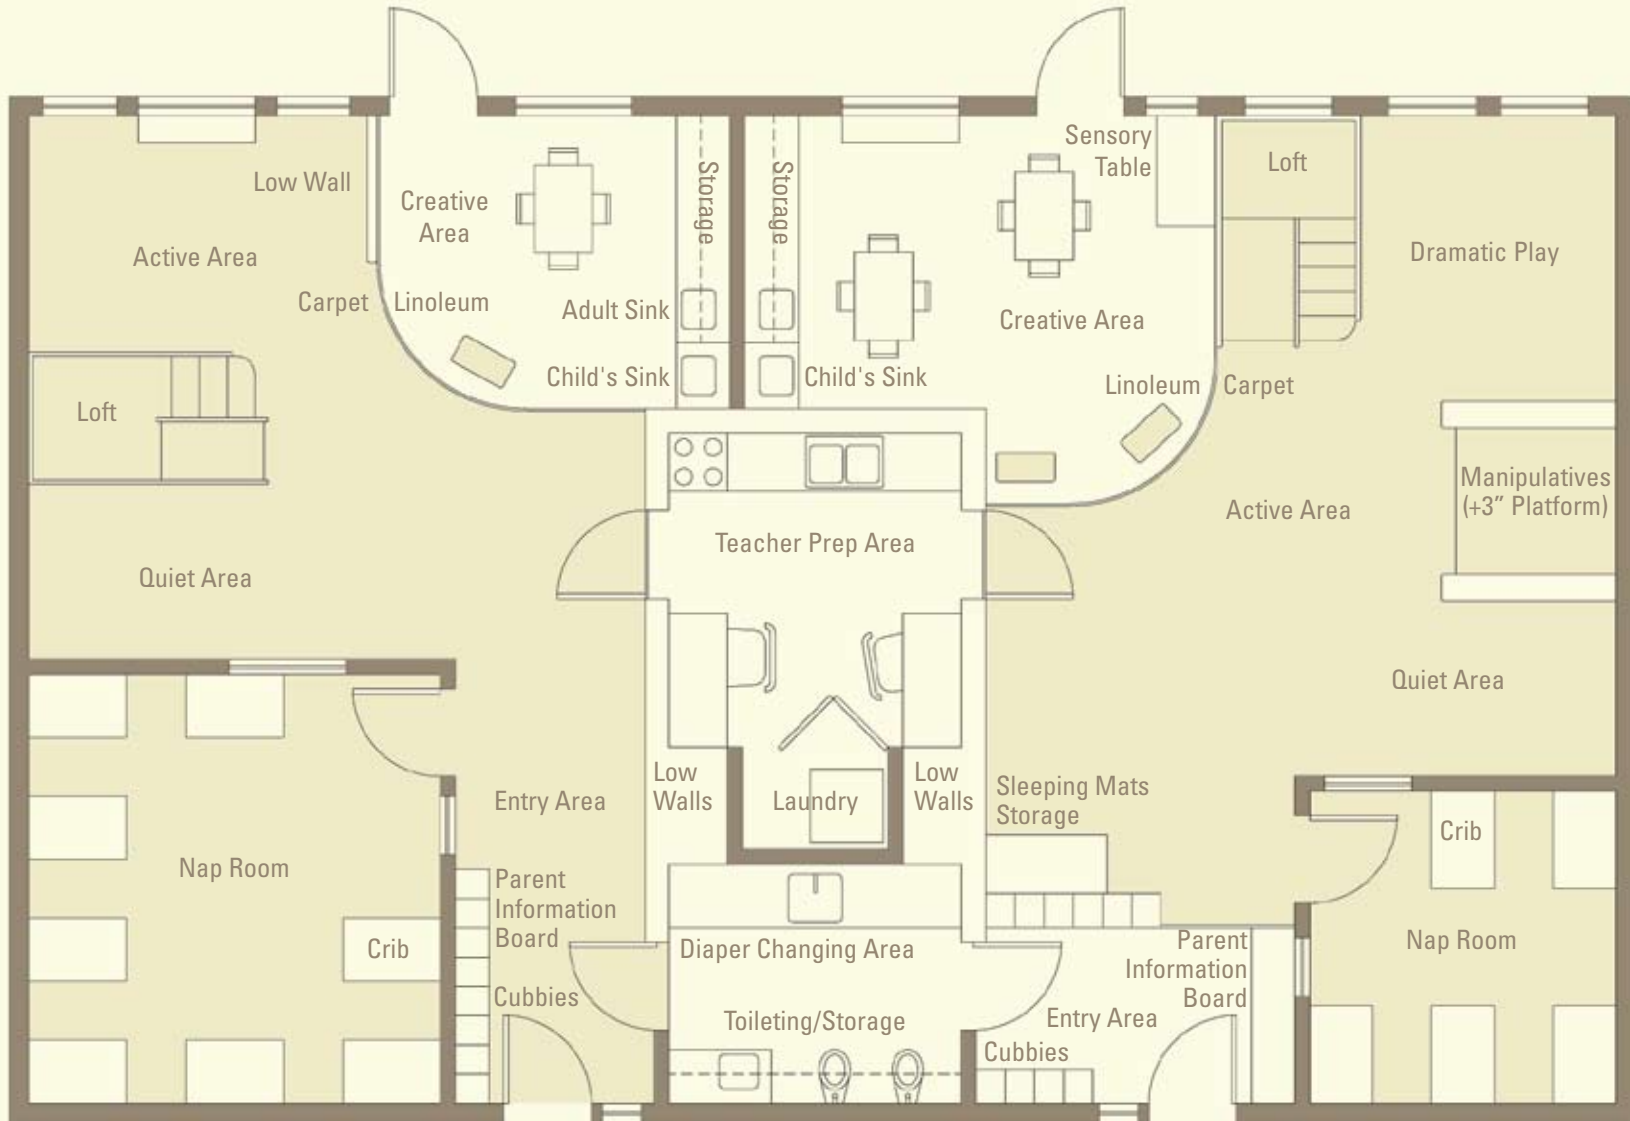 Low Wall
Active Area
Carpet
Loft
Quiet Area
Creative
Area
Linoleum
Adult Sink
Child's Sink
Storage
Storage
Child's Sink
Sensory
Table
Creative Area
Linoleum
Carpet
Loft
Dramatic Play
Manipulatives
(+3” Platform)
Active Area
Quiet Area
Teacher Prep Area
Low
Walls
Laundry
Low
Walls
Entry Area
Nap Room
Crib
Parent
Information
Board
Cubbies
Diaper Changing Area
Toileting/Storage
Sleeping Mats
Storage
Parent
Information
Board
Entry Area
Cubbies
Crib
Nap Room